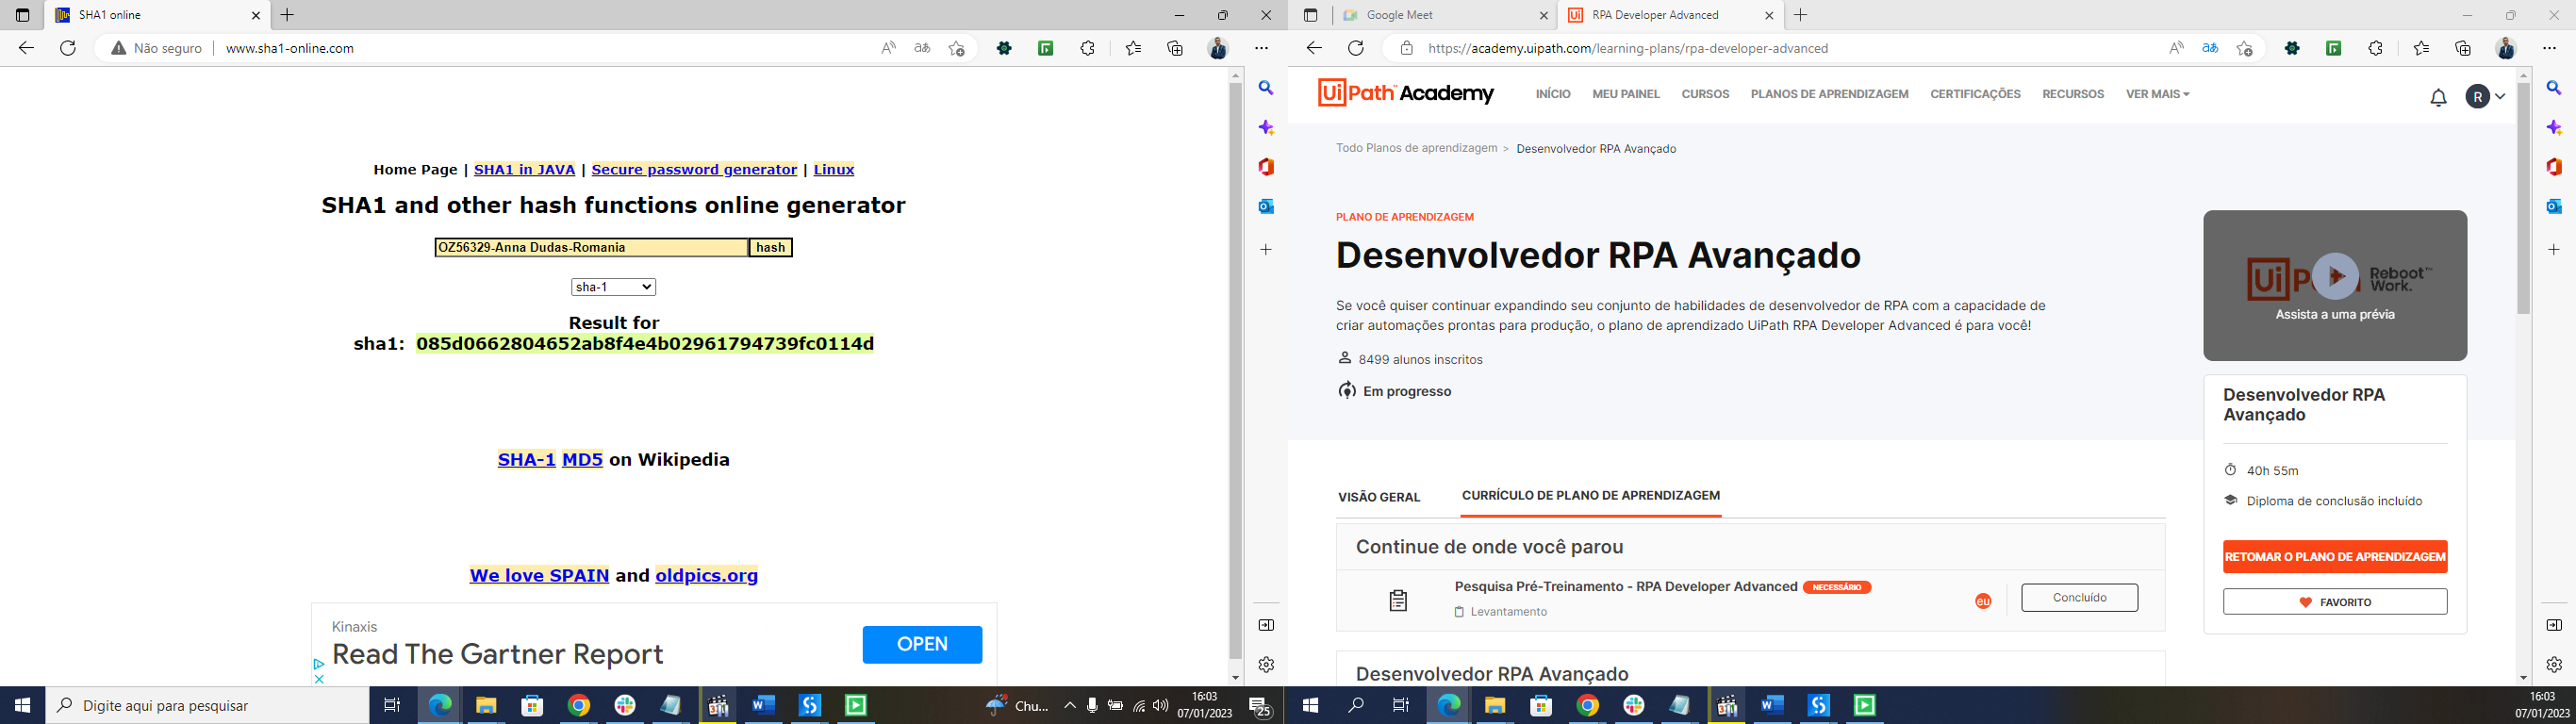 SHA1 online
Não seguro
www.sha1-online.com
Home Page | SHA1 in JAVA | Secure password generator | Linux
SHA1 and other hash functions online generator
OZ56329-Anna Dudas-Romania
hash
sha-1
Result for
sha1: 085d0662804652ab8f4e4b02961794739fc0114d
SHA-1 MD5 on Wikipedia
We love SPAIN and oldpics.org
Kinaxis
Read The Gartner Report
OPEN
Digite aqui para pesquisar
Chu...
16:03
07/01/2023
25
Google Meet
RPA Developer Advanced
https://academy.uipath.com/learning-plans/rpa-developer-advanced
UiPath Academy
INÍCIO
MEU PAINEL
CURSOS
PLANOS DE APRENDIZAGEM
CERTIFICAÇÕES
RECURSOS
VER MAIS
R
Todo Planos de aprendizagem > Desenvolvedor RPA Avançado
PLANO DE APRENDIZAGEM
Desenvolvedor RPA Avançado
Se você quiser continuar expandindo seu conjunto de habilidades de desenvolvedor de RPA com a capacidade de
criar automações prontas para produção, o plano de aprendizado UiPath RPA Developer Advanced é para você!
8499 alunos inscritos
Em progresso
Reboot
Work.
Assista a uma prévia
Desenvolvedor RPA
Avançado
40h 55m
Diploma de conclusão incluído
RETOMAR O PLANO DE APRENDIZAGEM
FAVORITO
VISÃO GERAL
CURRÍCULO DE PLANO DE APRENDIZAGEM
Continue de onde você parou
Pesquisa Pré-Treinamento - RPA Developer Advanced NECESSÁRIO
Levantamento
eu
Concluído
Desenvolvedor RPA Avançado
16:03
07/01/2023